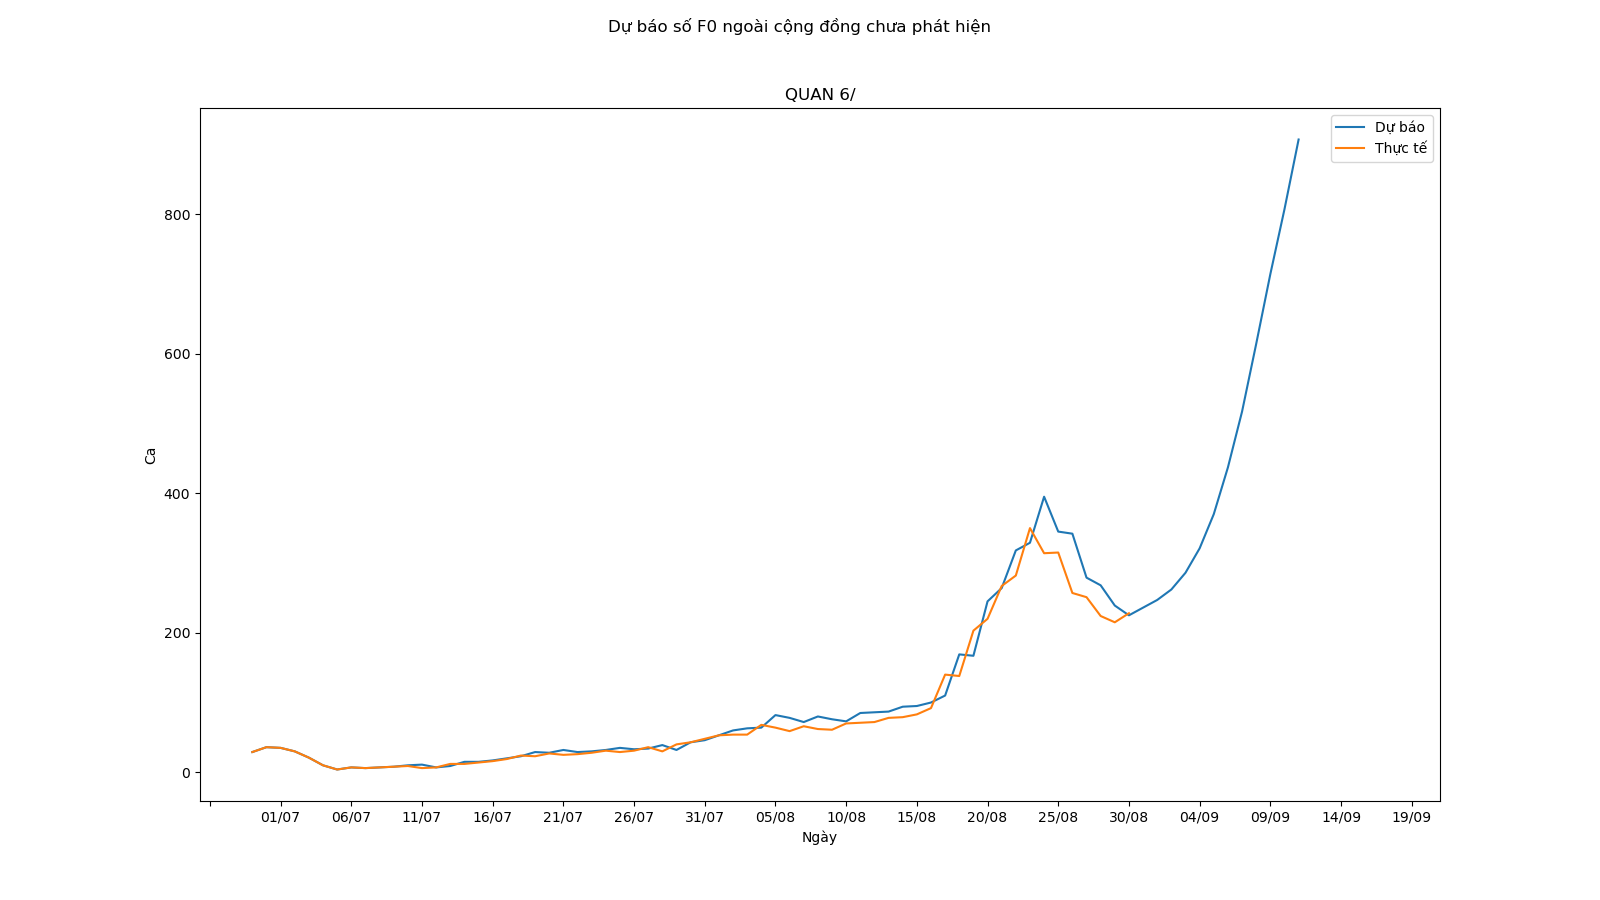 Dự báo số F0 ngoài cộng đồng chưa phát hiện
QUAN 6/
Dự báo
Thực tế
800
600
400
200
0
Ca
01/07 06/07 11/07 16/07 21/07 26/07 31/07 05/08 10/08 15/08 20/08 25/08 30/08 04/09 09/09 14/09 19/09
Ngày